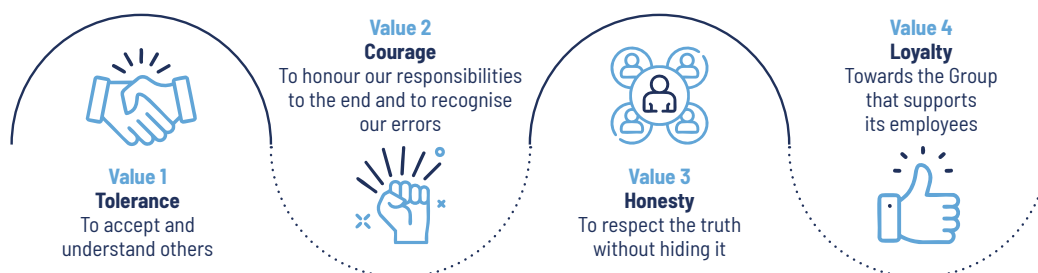 Value 1
Tolerance
To accept and
understand others
Value 2
Courage
To honour our responsibilities
to the end and to recognise
our errors
Value 3
Honesty
To respect the truth
without hiding it
Value 4
Loyalty
Towards the Group
that supports
its employees